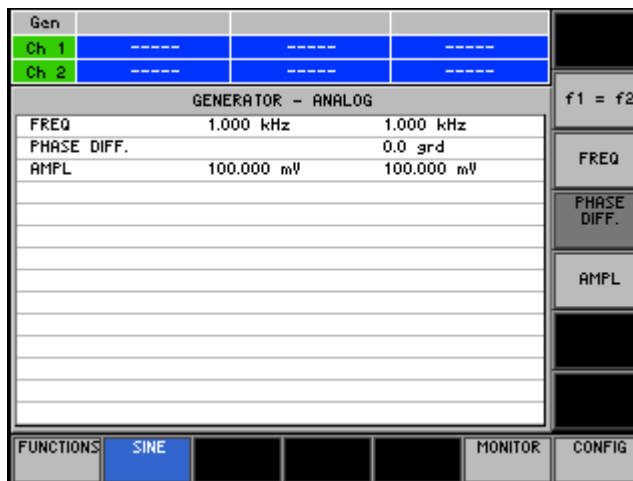 Gen
Ch 1 ----- ----- -----
Ch 2 ----- ----- -----
GENERATOR - ANALOG
FREQ 1.000 kHz 1.000 kHz
PHASE DIFF. 0.0 grd
AMPL 100.000 mV 100.000 mV
f1 = f2
FREQ
PHASE
DIFF.
AMPL
FUNCTIONS SINE MONITOR CONFIG